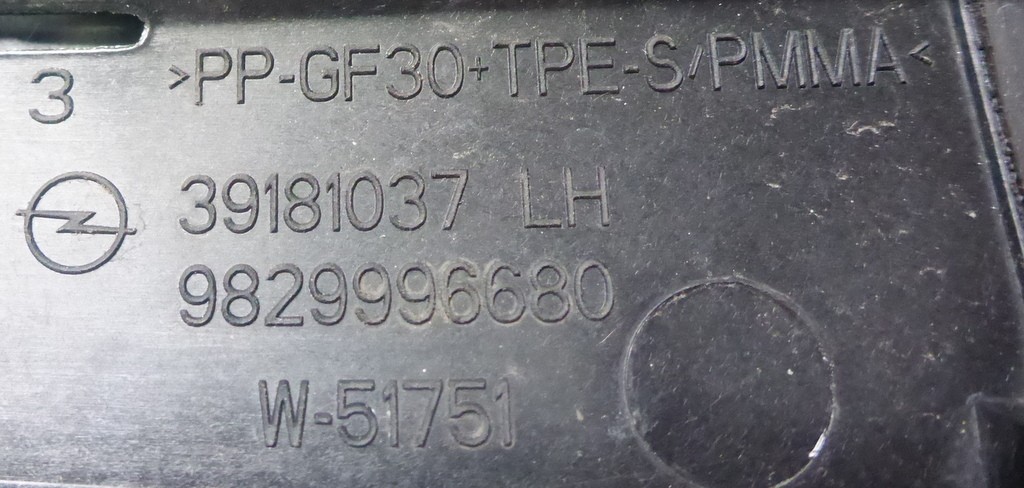 3 >PP-GF30+TPE-S/PMMA<
39181037 LH
9829996680
W-51751